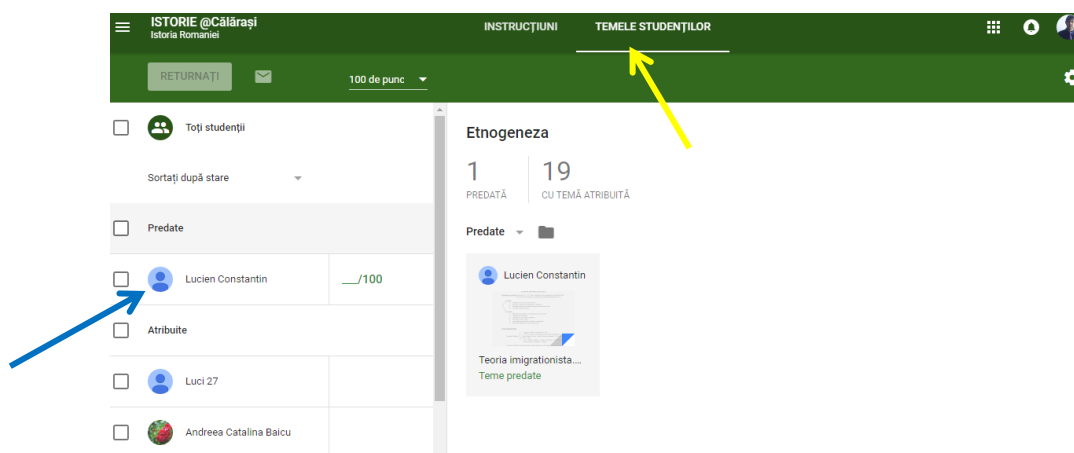 ISTORIE @Călărași
Istoria Romaniei
INSTRUCȚIUNI
TEMELE STUDENȚILOR
RETURNAȚI
100 de punc
Toți studenții
Sortați după stare
Predate
Lucien Constantin
___/100
Atribuite
Luci 27
Andreea Catalina Baicu
Etnogeneza
1
19
PREDATĂ
CU TEMĂ ATRIBUITĂ
Predate
Lucien Constantin
Teoria imigrationista....
Teme predate